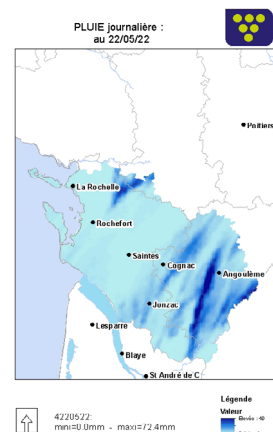 PLUIE journalière :
au 22/05/22
Poitiers
La Rochelle
Rochefort
Saintes
Cognac
Angoulême
Jonzac
Lesparre
Blaye
St André de C
Légende
Valeur
4220522:
mini=0.0mm - maxi=72.4mm